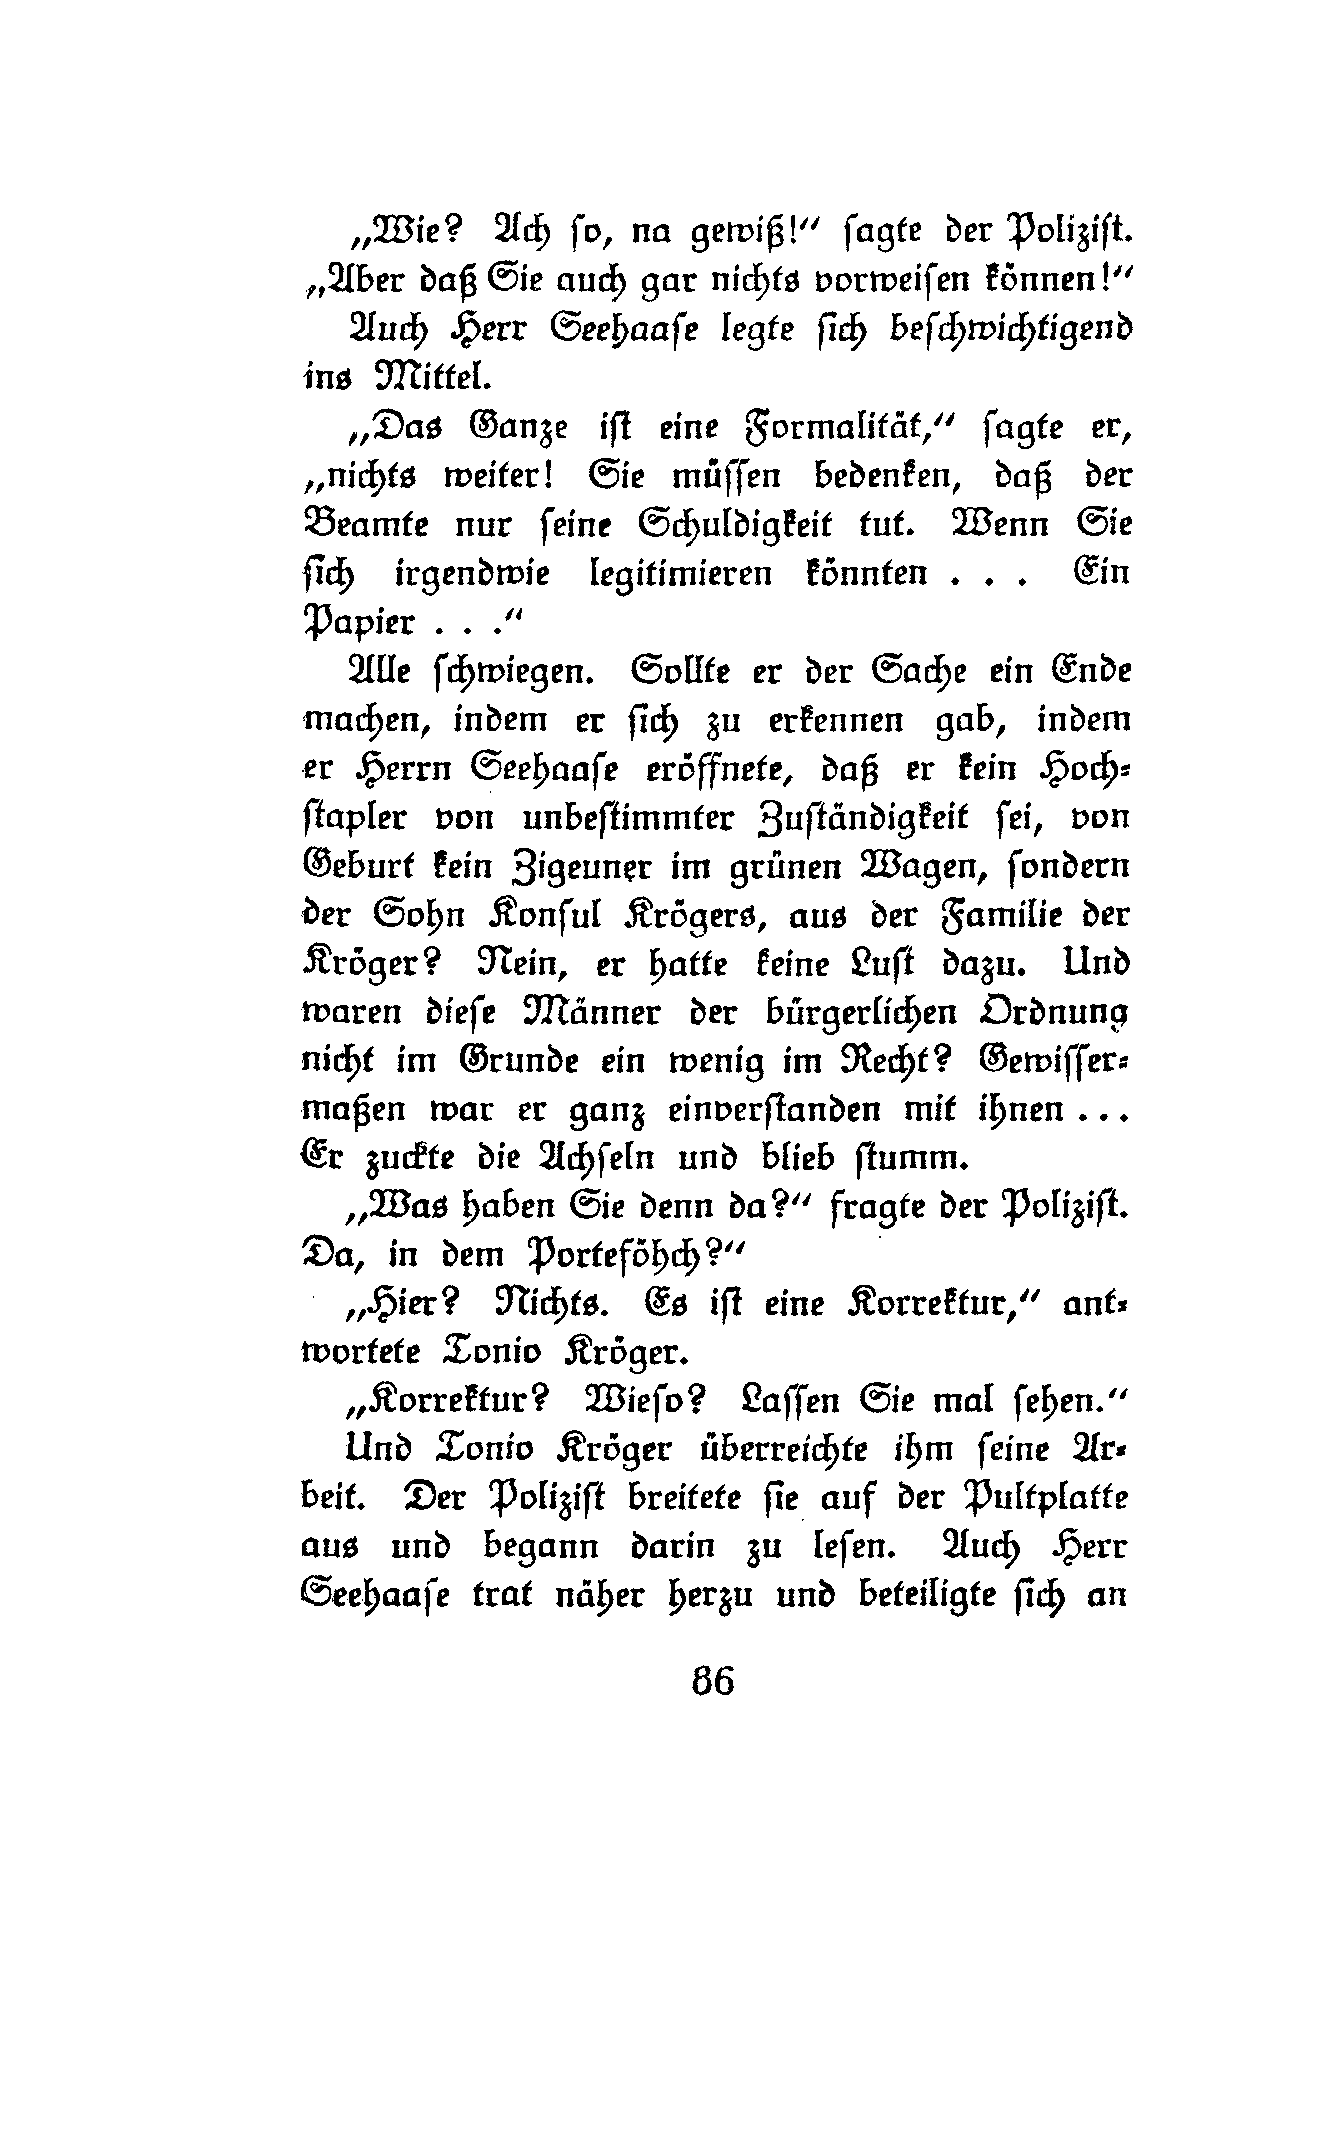 „Wie? Ach ſo, na gewiß!“ ſagte der Poliziſt.
„Aber daß Sie auch gar nichts vorweiſen können!“
Auch Herr Seehaaſe legte ſich beſchwichtigend
ins Mittel.
„Das Ganze iſt eine Formalität,“ ſagte er,
„nichts weiter! Sie müſſen bedenken, daß der
Beamte nur ſeine Schuldigkeit tut. Wenn Sie
ſich irgendwie legitimieren könnten . . . Ein
Papier . . .“
Alle ſchwiegen. Sollte er der Sache ein Ende
machen, indem er ſich zu erkennen gab, indem
er Herrn Seehaaſe eröffnete, daß er kein Hoch⸗
ſtapler von unbeſtimmter Zuſtändigkeit ſei, von
Geburt kein Zigeuner im grünen Wagen, ſondern
der Sohn Konſul Krögers, aus der Familie der
Kröger? Nein, er hatte keine Luſt dazu. Und
waren dieſe Männer der bürgerlichen Ordnung
nicht im Grunde ein wenig im Recht? Gewiſſer⸗
maßen war er ganz einverſtanden mit ihnen . . .
Er zuckte die Achſeln und blieb ſtumm.
„Was haben Sie denn da?“ fragte der Poliziſt.
Da, in dem Porteföhch?“
„Hier? Nichts. Es iſt eine Korrektur,“ ant⸗
wortete Tonio Kröger.
„Korrektur? Wieſo? Laſſen Sie mal ſehen.“
Und Tonio Kröger überreichte ihm ſeine Ar⸗
beit. Der Poliziſt breitete ſie auf der Pultplatte
aus und begann darin zu leſen. Auch Herr
Seehaaſe trat näher herzu und beteiligte ſich an
86